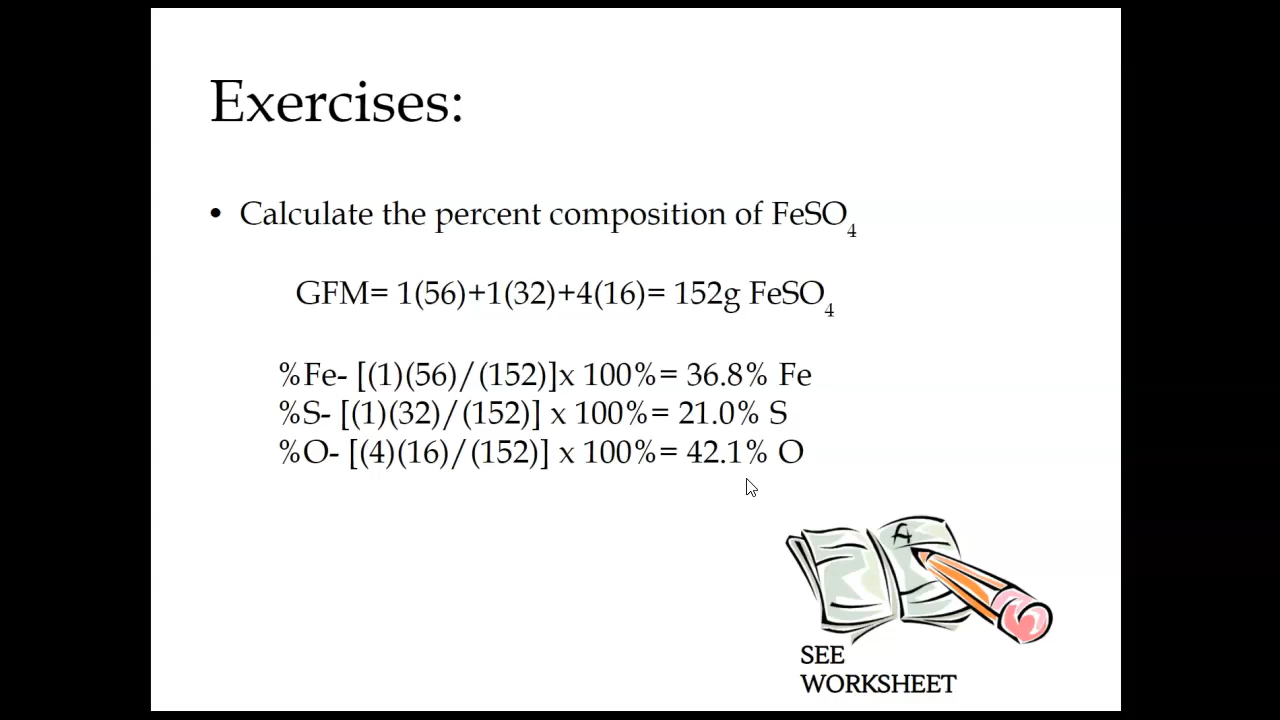 Exercises:
• Calculate the percent composition of FeSO₄
GFM= 1(56)+1(32)+4(16)= 152g FeSO₄
%Fe- [(1)(56)/(152)]x 100%= 36.8% Fe
%S- [(1)(32)/(152)] x 100%= 21.0% S
%O- [(4)(16)/(152)] x 100%= 42.1% O
A
SEE
WORKSHEET